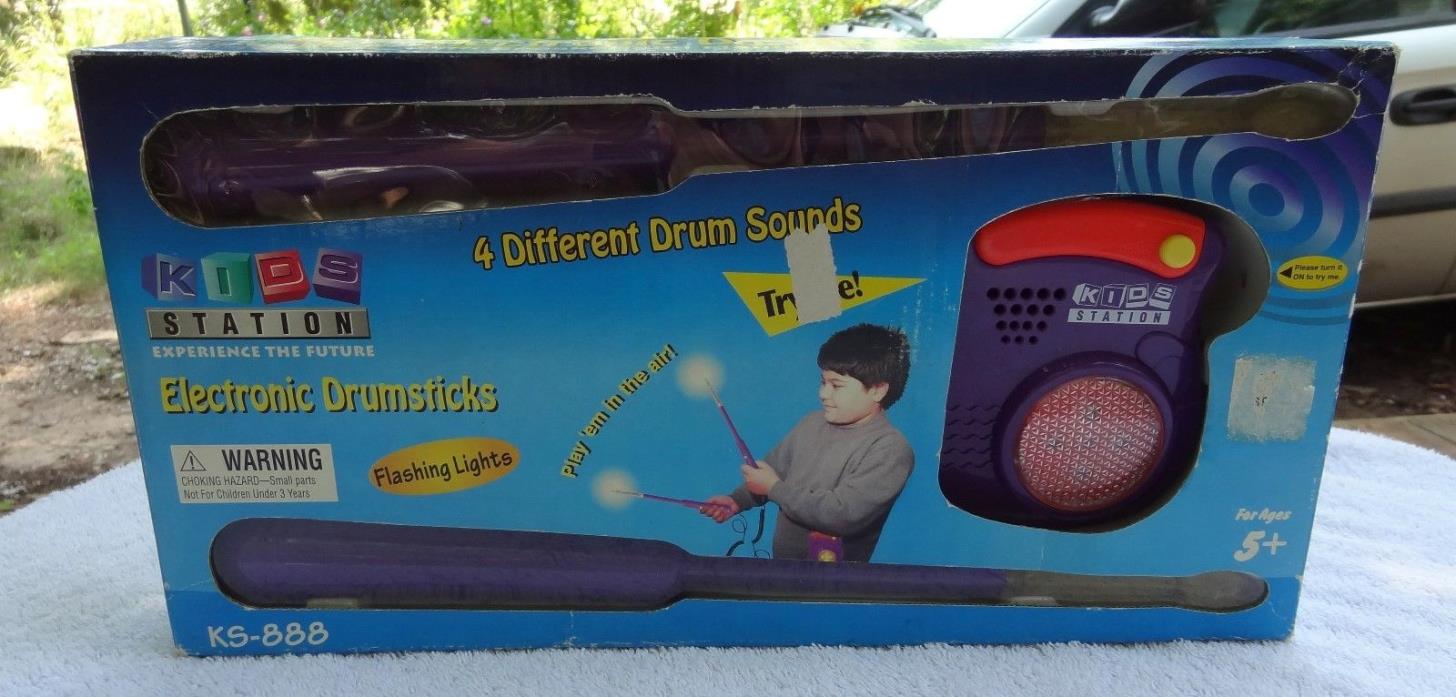 4 Different Drum Sounds
Try e!
KIDS
STATION
EXPERIENCE THE FUTURE
Electronic Drumsticks
WARNING
CHOKING HAZARD—Small parts
Not For Children Under 3 Years
Flashing Lights
Play 'em in the air!
KIDS
STATION
Please turn it
ON to try me.
For Ages
5+
KS-888